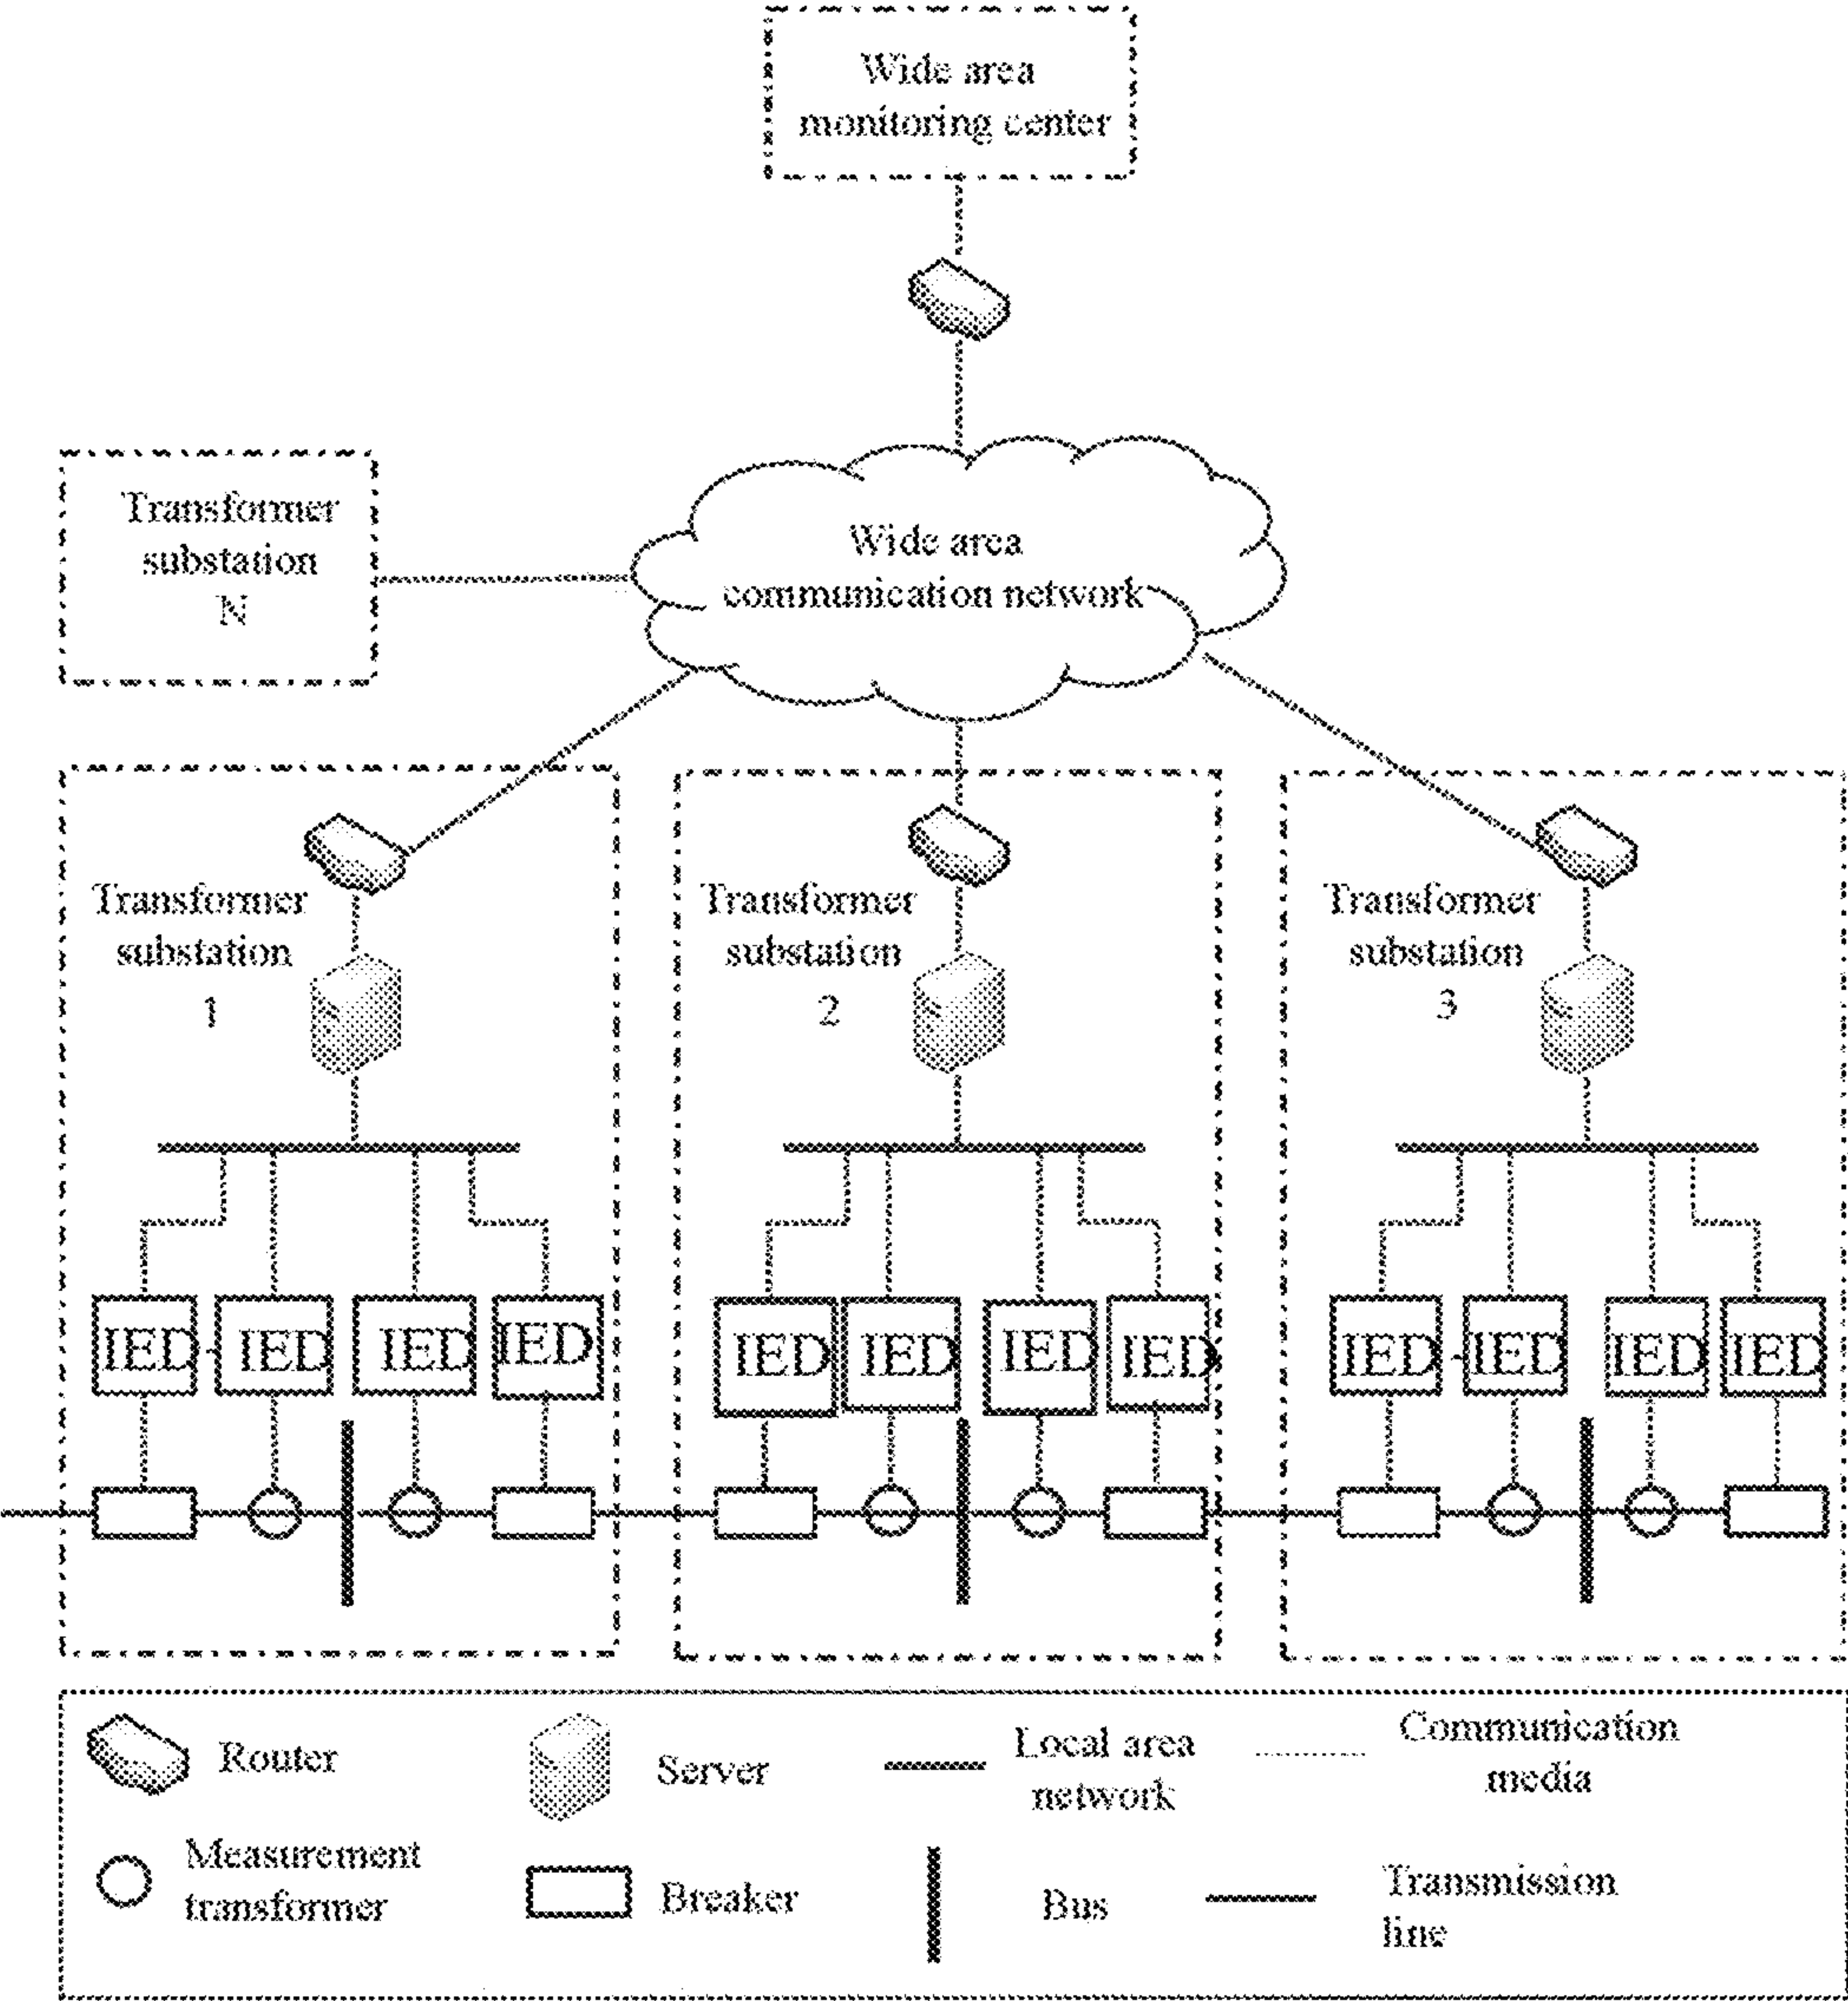 Wide area
monitoring center
Wide area
communication network
Transformer
substation
N
Transformer
substation
1
Transformer
substation
2
Transformer
substation
3
IED
IED
IED
IED
IED
IED
IED
IED
IED
IED
IED
IED
Router
Server
Local area
network
Communication
media
Measurement
transformer
Breaker
Bus
Transmission
line